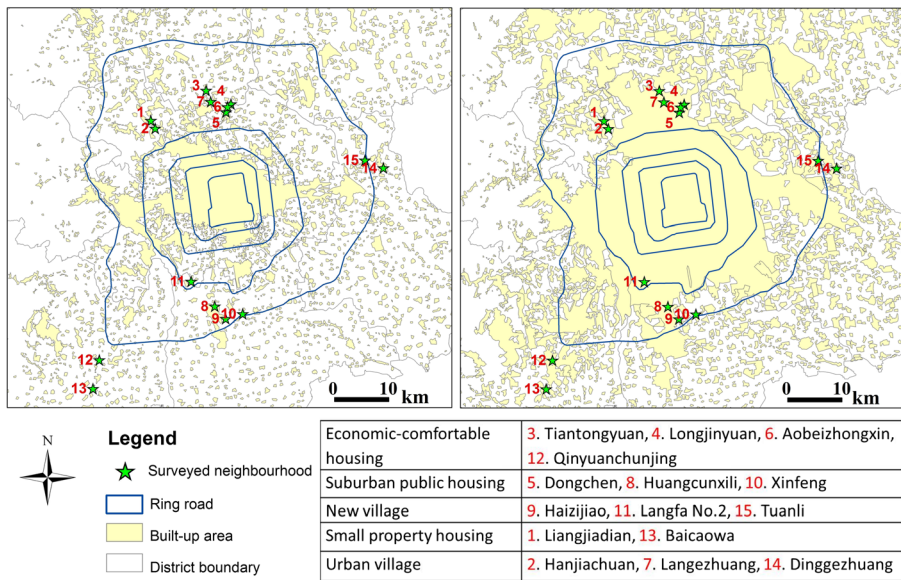 3
4
7
6
1
5
2
15
14
11
8
10
9
12
13
0 10
km
3
4
7
6
1
5
2
15
14
11
8
10
9
12
13
0 10
km
N
Legend
Surveyed neighbourhood
Ring road
Built-up area
District boundary
Economic-comfortable housing
3. Tiantongyuan, 4. Longjinyuan, 6. Aobeizhongxin,
12. Qinyuanchunjing
Suburban public housing
5. Dongchen, 8. Huangcunxili, 10. Xinfeng
New village
9. Haizijiao, 11. Langfa No.2, 15. Tuanli
Small property housing
1. Liangjiadian, 13. Baicaowa
Urban village
2. Hanjiachuan, 7. Langezhuang, 14. Dinggezhuang